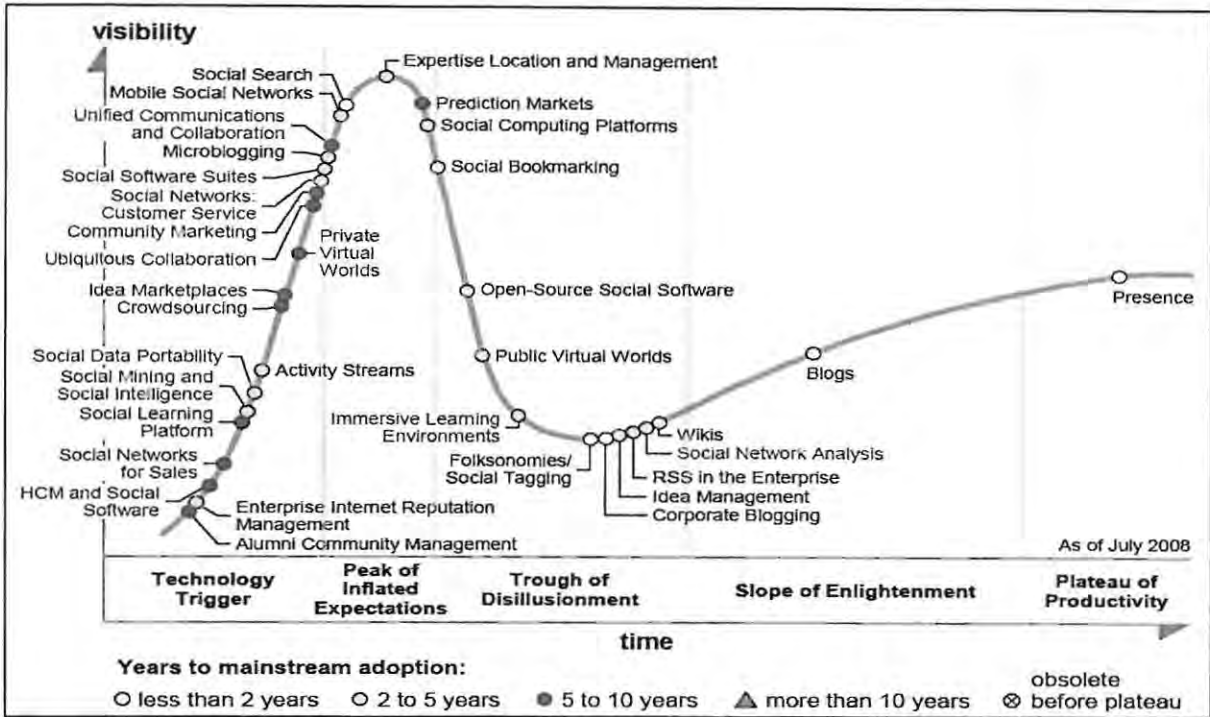 visibility
Expertise Location and Management
Social Search
Mobile Social Networks
Prediction Markets
Unified Communications
and Collaboration
Social Computing Platforms
Microblogging
Social Bookmarking
Social Software Suites
Social Networks:
Customer Service
Community Marketing
Private
Virtual
Worlds
Ubiquitous Collaboration
Idea Marketplaces
Crowdsourcing
Open-Source Social Software
Presence
Social Data Portability
Public Virtual Worlds
Activity Streams
Blogs
Social Mining and
Social Intelligence
Social Learning
Platform
Immersive Learning
Environments
Wikis
Social Network Analysis
Folksonomies/
Social Tagging
RSS in the Enterprise
Idea Management
Corporate Blogging
Social Networks
for Sales
HCM and Social
Software
Enterprise Internet Reputation
Management
Alumni Community Management
As of July 2008
Technology
Trigger
Peak of
Inflated
Expectations
Trough of
Disillusionment
Slope of Enlightenment
Plateau of
Productivity
time
Years to mainstream adoption:
less than 2 years
2 to 5 years
5 to 10 years
more than 10 years
obsolete
before plateau